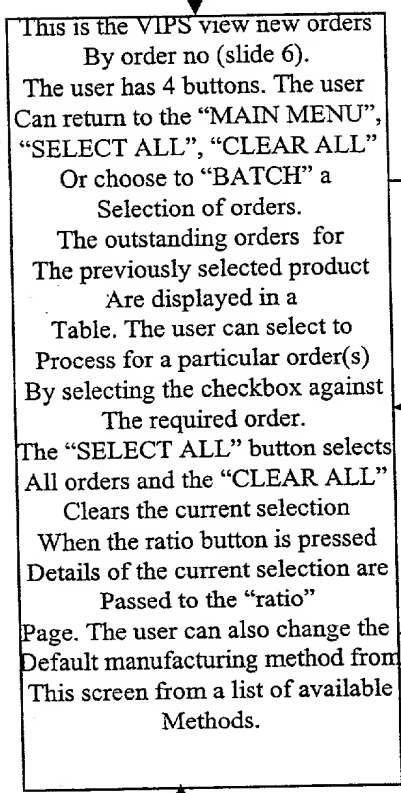 This is the VIPS view new orders
By order no (slide 6).
The user has 4 buttons. The user
Can return to the “MAIN MENU”,
“SELECT ALL”, “CLEAR ALL”
Or choose to “BATCH” a
Selection of orders.
The outstanding orders for
The previously selected product
Are displayed in a
Table. The user can select to
Process for a particular order(s)
By selecting the checkbox against
The required order.
The “SELECT ALL” button selects
All orders and the “CLEAR ALL”
Clears the current selection
When the ratio button is pressed
Details of the current selection are
Passed to the “ratio”
Page. The user can also change the
Default manufacturing method from
This screen from a list of available
Methods.